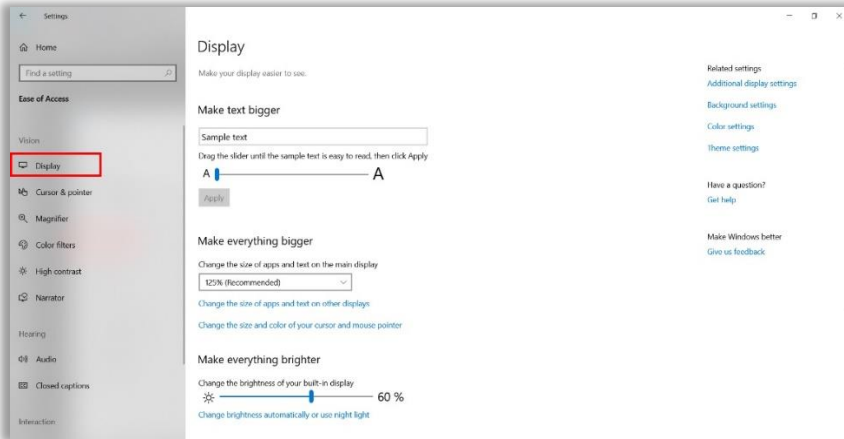 Settings
Home
Find a setting
Ease of Access
Vision
Display
Cursor & pointer
Magnifier
Color filters
High contrast
Narrator
Hearing
Audio
Closed captions
Interaction
Display
Make your display easier to see.
Make text bigger
Sample text
Drag the slider until the sample text is easy to read, then click Apply
A A
Apply
Make everything bigger
Change the size of apps and text on the main display
125% (Recommended)
Change the size of apps and text on other displays
Change the size and color of your cursor and mouse pointer
Make everything brighter
Change the brightness of your built-in display
60 %
Change brightness automatically or use night light
Related settings
Additional display settings
Background settings
Color settings
Theme settings
Have a question?
Get help
Make Windows better
Give us feedback